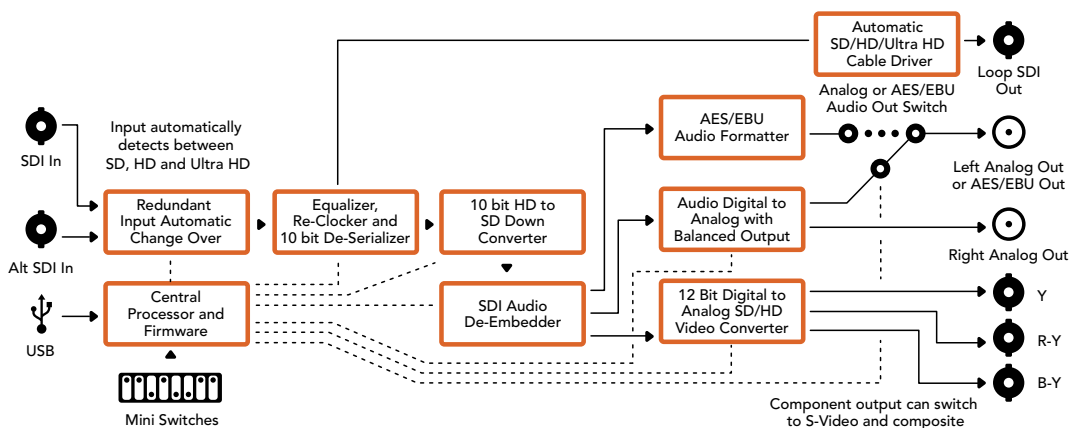 Automatic
SD/HD/Ultra HD
Cable Driver
Loop SDI
Out
Analog or AES/EBU
Audio Out Switch
SDI In
Input automatically
detects between
SD, HD and Ultra HD
AES/EBU
Audio Formatter
Left Analog Out
or AES/EBU Out
Alt SDI In
Redundant
Input Automatic
Change Over
Equalizer,
Re-Clocker and
10 bit De-Serializer
10 bit HD to
SD Down
Converter
Audio Digital to
Analog with
Balanced Output
Right Analog Out
USB
Central
Processor and
Firmware
SDI Audio
De-Embedder
12 Bit Digital to
Analog SD/HD
Video Converter
Y
R-Y
B-Y
Mini Switches
Component output can switch
to S-Video and composite